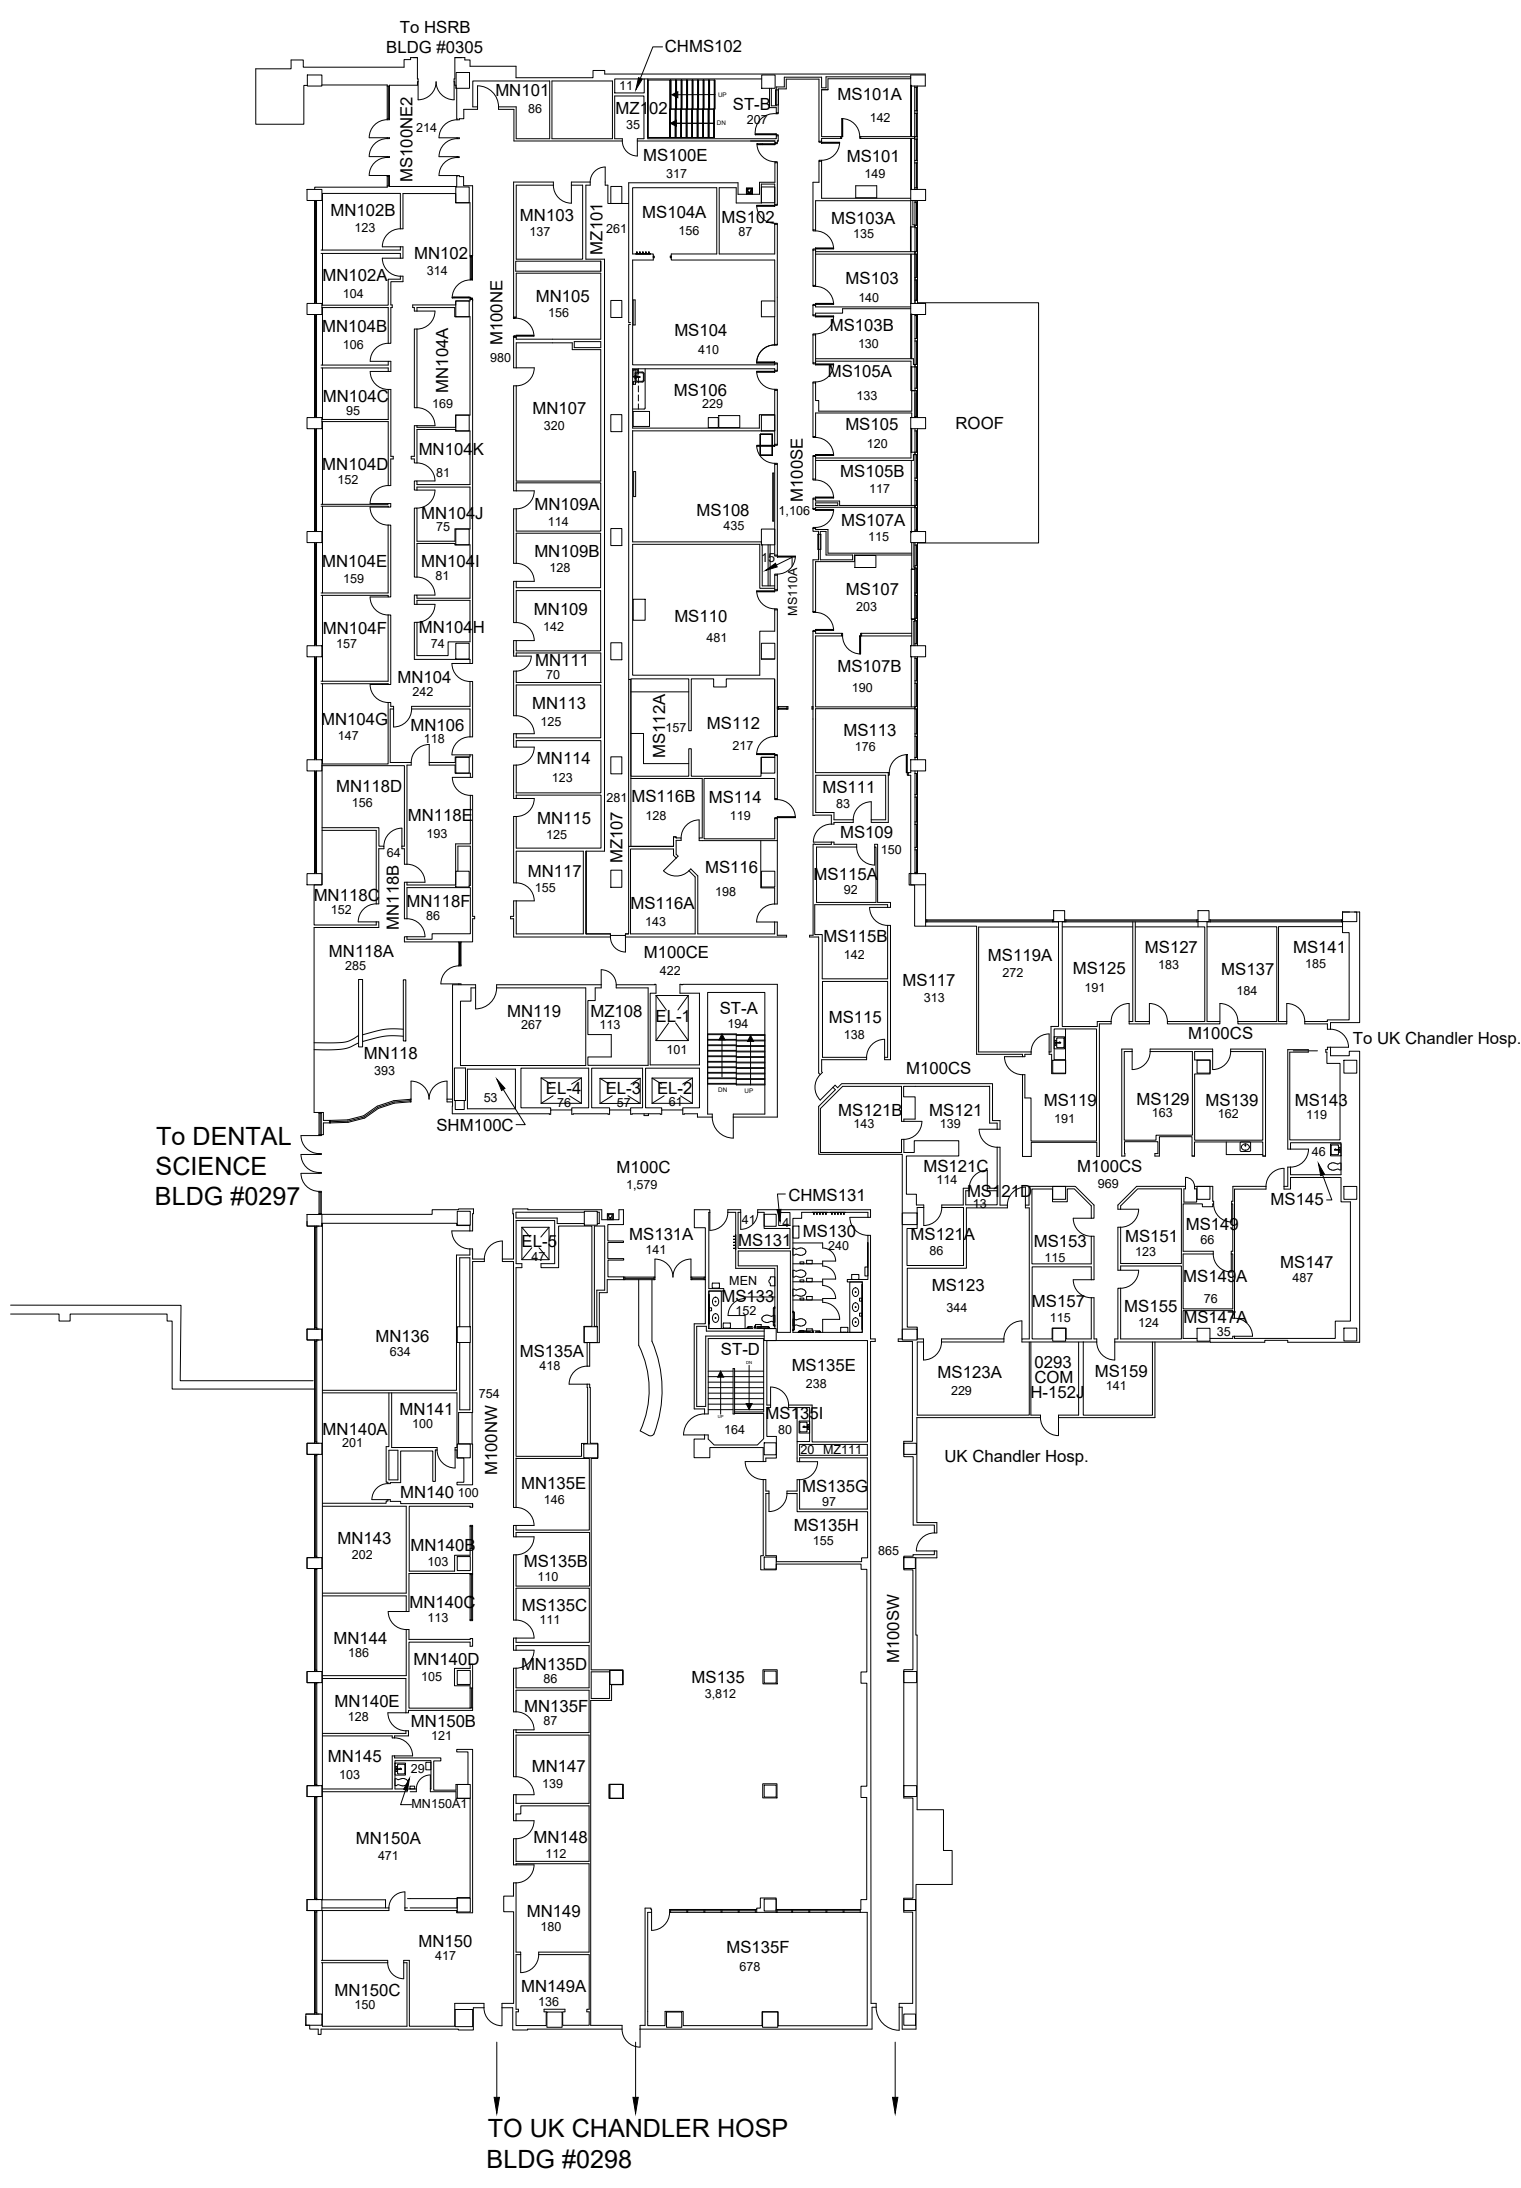 To HSRB
BLDG #0305
CHMS102
MN101
86
11
MZ102
35
UP
DN
ST-B
207
MS101A
142
MS100NE2
214
MS100E
317
MS101
149
MN102B
123
MN102
314
MN103
137
MZ101
261
MS104A
156
MS102
87
MS103A
135
MN102A
104
MN105
156
MS103
140
M100NE
980
MN104B
106
MN104A
169
MS104
410
MS103B
130
MN104C
95
MN107
320
MS106
229
MS105A
133
MS105
120
ROOF
MN104D
152
MN104K
81
M100SE
1,106
MS105B
117
MN104J
75
MN109A
114
MS108
435
MS107A
115
MN104E
159
MN104I
81
MN109B
128
15
MS110A
MS107
203
MN104F
157
MN104H
74
MN109
142
MS110
481
MN104
242
MN111
70
MS107B
190
MN104G
147
MN106
118
MN113
125
MS112A
157
MS112
217
MS113
176
MN118D
156
MN114
123
MN118E
193
MN115
125
281
MZ107
MS116B
128
MS114
119
MS111
83
MS109
150
64
MN118B
MN118C
152
MN118F
86
MN117
155
MS116
198
MS116A
143
MS115A
92
MN118A
285
M100CE
422
MS115B
142
MS117
313
MS119A
272
MS125
191
MS127
183
MS137
184
MS141
185
MN119
267
MZ108
113
EL-1
101
ST-A
194
DN
UP
MS115
138
M100CS
To UK Chandler Hosp.
MN118
393
M100CS
EL-4
76
EL-3
57
EL-2
61
53
SHM100C
MS121B
143
MS121
139
MS119
191
MS129
163
MS139
162
MS143
119
To DENTAL
SCIENCE
BLDG #0297
M100C
1,579
MS121C
114
MS121D
13
M100CS
969
46
MS145
CHMS131
EL-5
47
MS131A
141
41
4
MS131
MS130
240
MS121A
86
MS153
115
MS151
123
MS149
66
MS147
487
MEN
MS133
152
MS123
344
MS157
115
MS155
124
MS149A
76
MS147A
35
MN136
634
MS135A
418
ST-D
DN
UP
164
MS135E
238
MS123A
229
0293
COM
H-152J
MS159
141
754
M100NW
MN141
100
MN140A
201
MS135I
80
20 MZ111
UK Chandler Hosp.
MN140 100
MN135E
146
MS135G
97
MN143
202
MN140B
103
MS135H
155
865
MS135B
110
MN140C
113
MS135C
111
M100SW
MN144
186
MN140D
105
MN135D
86
MS135
3,812
MN140E
128
MN135F
87
MN150B
121
MN145
103
29
MN147
139
MN150A1
MN150A
471
MN148
112
MN149
180
MN150
417
MS135F
678
MN150C
150
MN149A
136
TO UK CHANDLER HOSP
BLDG #0298